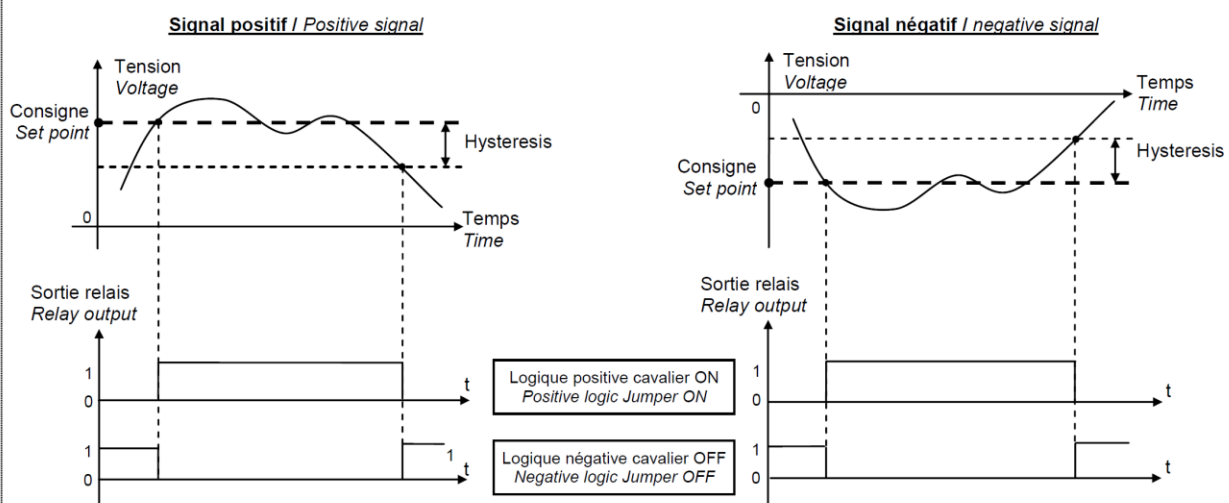 Signal positif / Positive signal
Tension
Voltage
Consigne
Set point
Hysteresis
0
Temps
Time
Sortie relais
Relay output
1
0
t
1
0
1
t
Logique positive cavalier ON
Positive logic Jumper ON
Logique négative cavalier OFF
Negative logic Jumper OFF
Signal négatif / negative signal
Tension
Voltage
Temps
Time
0
Hysteresis
Consigne
Set point
Sortie relais
Relay output
1
0
t
1
0
t